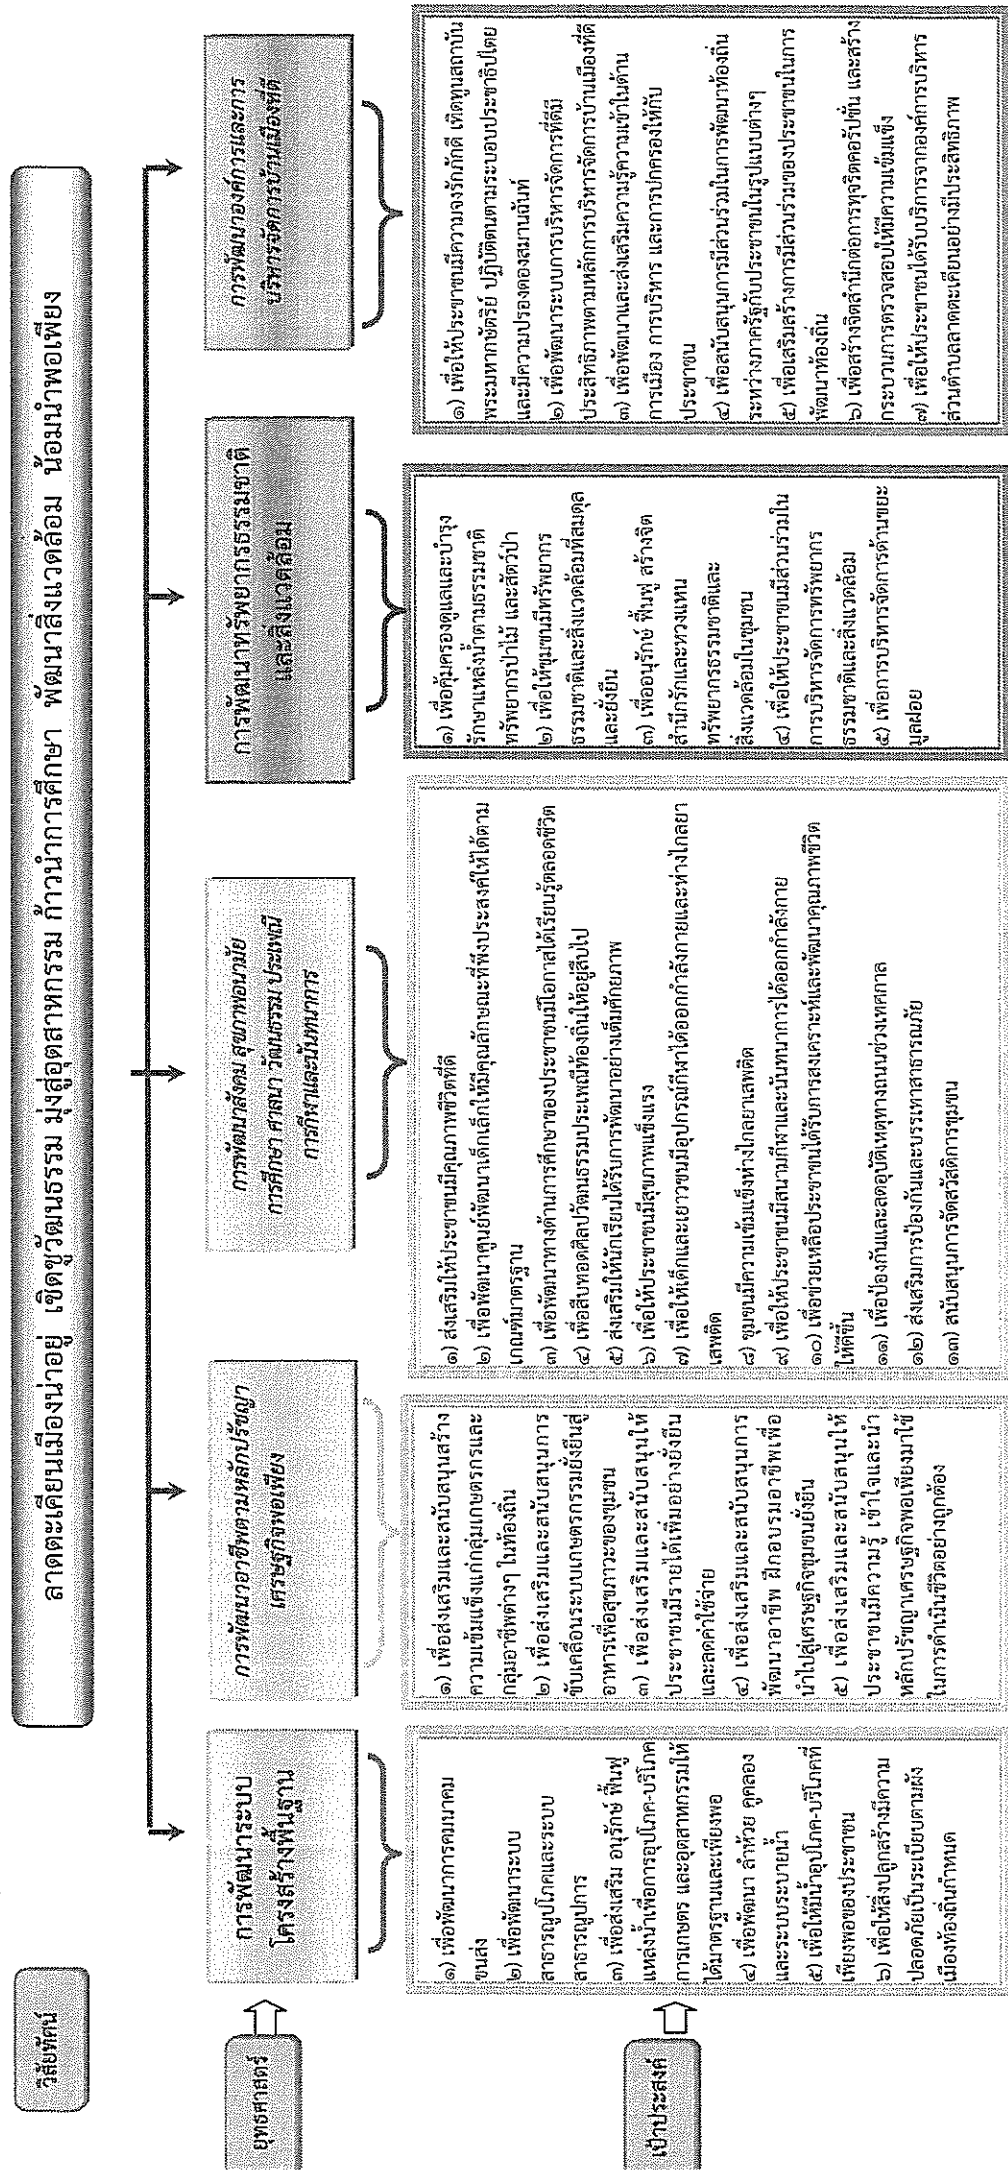 วิสัยทัศน์
ลาดตะเคียนเมืองน่าอยู่ เชิดชูวัฒนธรรม มุ่งสู่อุตสาหกรรม ก้าวนำการศึกษา พัฒนาสิ่งแวดล้อม น้อมนำพอเพียง
ยุทธศาสตร์
การพัฒนาระบบ
โครงสร้างพื้นฐาน
การพัฒนาอาชีพตามหลักปรัชญา
เศรษฐกิจพอเพียง
การพัฒนาสังคม สุขภาพอนามัย
การศึกษา ศาสนา วัฒนธรรม ประเพณี
การกีฬาและนันทนาการ
การพัฒนาทรัพยากรธรรมชาติ
และสิ่งแวดล้อม
การพัฒนาองค์การและการ
บริหารจัดการบ้านเมืองที่ดี
เป้าประสงค์
๑) เพื่อพัฒนาการคมนาคม
ขนส่ง
๒) เพื่อพัฒนาระบบ
สาธารณูปโภคและระบบ
สาธารณูปการ
๓) เพื่อส่งเสริม อนุรักษ์ ฟื้นฟู
แหล่งน้ำเพื่อการอุปโภค-บริโภค
การเกษตร และอุตสาหกรรมให้
ได้มาตรฐานและเพียงพอ
๔) เพื่อพัฒนา ลำห้วย คูคลอง
และระบบระบายน้ำ
๕) เพื่อให้มีน้ำอุปโภค-บริโภคที่
เพียงพอของประชาชน
๖) เพื่อให้สิ่งปลูกสร้างมีความ
ปลอดภัยเป็นระเบียบตามผัง
เมืองท้องถิ่นกำหนด
๑) เพื่อส่งเสริมและสนับสนุนสร้าง
ความเข้มแข็งแก่กลุ่มเกษตรกรและ
กลุ่มอาชีพต่างๆ ในท้องถิ่น
๒) เพื่อส่งเสริมและสนับสนุนการ
ขับเคลื่อนระบบเกษตรกรรมยั่งยืนสู่
อาหารเพื่อสุขภาวะของชุมชน
๓) เพื่อส่งเสริมและสนับสนุนให้
ประชาชนมีรายได้เพิ่มอย่างยั่งยืน
และลดค่าใช้จ่าย
๔) เพื่อส่งเสริมและสนับสนุนการ
พัฒนาอาชีพ ฝึกอบรมอาชีพเพื่อ
นำไปสู่เศรษฐกิจชุมชนยั่งยืน
๕) เพื่อส่งเสริมและสนับสนุนให้
ประชาชนมีความรู้ เข้าใจและนำ
หลักปรัชญาเศรษฐกิจพอเพียงมาใช้
ในการดำเนินชีวิตอย่างถูกต้อง
๑) ส่งเสริมให้ประชาชนมีคุณภาพชีวิตที่ดี
๒) เพื่อพัฒนาศูนย์พัฒนาเด็กเล็กให้มีคุณลักษณะที่พึงประสงค์ให้ได้ตาม
เกณฑ์มาตรฐาน
๓) เพื่อพัฒนาทางด้านการศึกษาของประชาชนมีโอกาสได้เรียนรู้ตลอดชีวิต
๔) เพื่อสืบทอดศิลปวัฒนธรรมประเพณีท้องถิ่นให้อยู่สืบไป
๕) ส่งเสริมให้นักเรียนได้รับการพัฒนาอย่างเต็มศักยภาพ
๖) เพื่อให้ประชาชนมีสุขภาพแข็งแรง
๗) เพื่อให้เด็กและเยาวชนมีอุปกรณ์กีฬาได้ออกกำลังกายและห่างไกลยา
เสพติด
๘) ชุมชนมีความเข้มแข็งห่างไกลยาเสพติด
๙) เพื่อให้ประชาชนมีสนามกีฬาและนันทนาการได้ออกกำลังกาย
๑๐) เพื่อช่วยเหลือประชาชนได้รับการสงเคราะห์และพัฒนาคุณภาพชีวิต
ให้ดีขึ้น
๑๑) เพื่อป้องกันและลดอุบัติเหตุทางถนนช่วงเทศกาล
๑๒) ส่งเสริมการป้องกันและบรรเทาสาธารณภัย
๑๓) สนับสนุนการจัดสวัสดิการชุมชน
๑) เพื่อคุ้มครองดูแลและบำรุง
รักษาแหล่งน้ำตามธรรมชาติ
ทรัพยากรป่าไม้ และสัตว์ป่า
๒) เพื่อให้ชุมชนมีทรัพยากร
ธรรมชาติและสิ่งแวดล้อมที่สมดุล
และยั่งยืน
๓) เพื่ออนุรักษ์ ฟื้นฟู สร้างจิต
สำนึกรักและหวงแหน
ทรัพยากรธรรมชาติและ
สิ่งแวดล้อมในชุมชน
๔) เพื่อให้ประชาชนมีส่วนร่วมใน
การบริหารจัดการทรัพยากร
ธรรมชาติและสิ่งแวดล้อม
๕) เพื่อการบริหารจัดการด้านขยะ
มูลฝอย
๑) เพื่อให้ประชาชนมีความจงรักภักดี เทิดทูนสถาบัน
พระมหากษัตริย์ ปฏิบัติตนตามระบอบประชาธิปไตย
และมีความปรองดองสมานฉันท์
๒) เพื่อพัฒนาระบบการบริหารจัดการที่ดีมี
ประสิทธิภาพตามหลักการบริหารจัดการบ้านเมืองที่ดี
๓) เพื่อพัฒนาและส่งเสริมความรู้ความเข้าในด้าน
การเมือง การบริหาร และการปกครองให้กับ
ประชาชน
๔) เพื่อสนับสนุนการมีส่วนร่วมในการพัฒนาท้องถิ่น
ระหว่างภาครัฐกับประชาชนในรูปแบบต่างๆ
๕) เพื่อเสริมสร้างการมีส่วนร่วมของประชาชนในการ
พัฒนาท้องถิ่น
๖) เพื่อสร้างจิตสำนึกต่อการทุจริตคอรัปชั่น และสร้าง
กระบวนการตรวจสอบให้มีความเข้มแข็ง
๗) เพื่อให้ประชาชนได้รับบริการจากองค์การบริหาร
ส่วนตำบลลาดตะเคียนอย่างมีประสิทธิภาพ